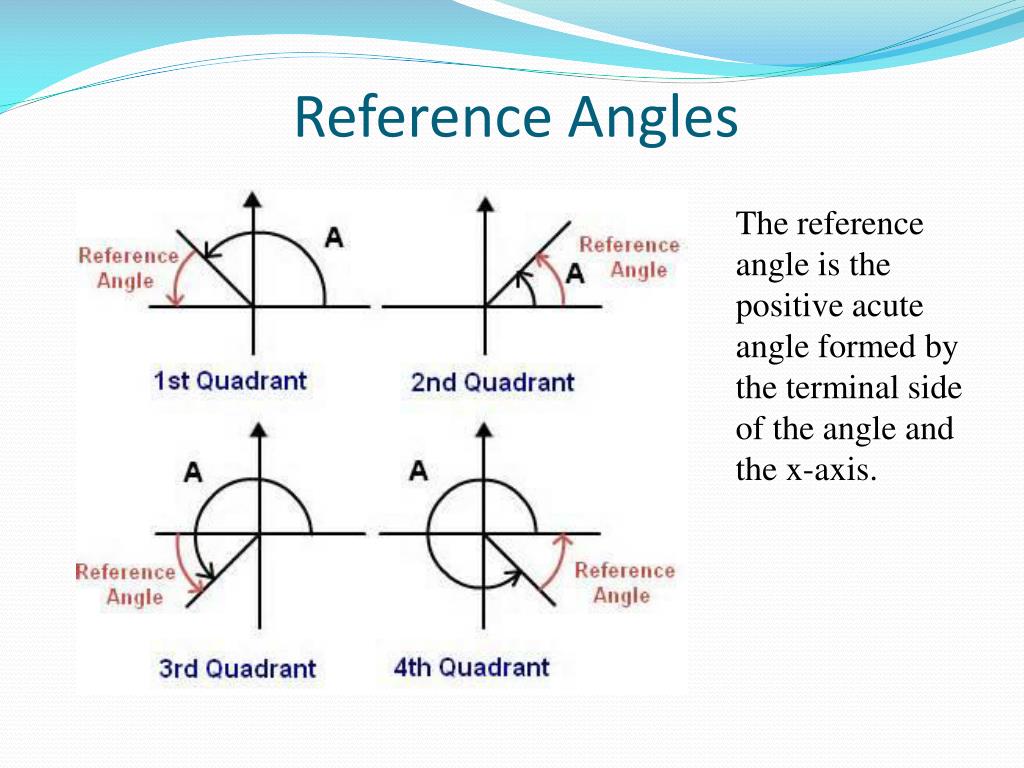 Reference Angles
A
Reference
Angle
1st Quadrant
Reference
Angle
A
2nd Quadrant
A
Reference
Angle
3rd Quadrant
A
Reference
Angle
4th Quadrant
The reference
angle is the
positive acute
angle formed by
the terminal side
of the angle and
the x-axis.